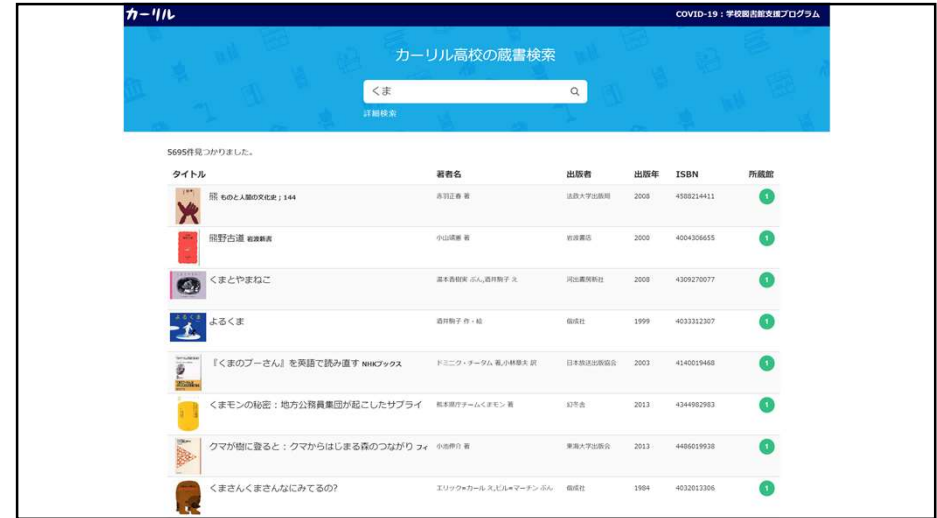 カーリル
COVID-19：学校図書館支援プログラム
カーリル高校の蔵書検索
くま
詳細検索
5695件見つかりました。
タイトル 著者名 出版者 出版年 ISBN 所蔵館
熊 ものと人間の文化史 ; 144 赤羽正春 著 法政大学出版局 2008 4588214411 1
熊野古道 岩波新書 小山靖憲 著 岩波書店 2000 4004306655 1
くまとやまねこ 湯本香樹実 ぶん,酒井駒子 え 河出書房新社 2008 4309270077 1
よるくま 酒井駒子 作・絵 偕成社 1999 4033312307 1
『くまのプーさん』を英語で読み直す NHKブックス ドミニク・チータム 著,小林章夫 訳 日本放送出版協会 2003 4140019468 1
くまモンの秘密：地方公務員集団が起こしたサプライ 熊本県庁チームくまモン 著 幻冬舎 2013 4344982983 1
クマが樹に登ると：クマからはじまる森のつながり フィ 小池伸介 著 東海大学出版会 2013 4486019938 1
くまさんくまさんなにみてるの? エリック=カール え,ビル=マーチン ぶん 偕成社 1984 4032013306 1